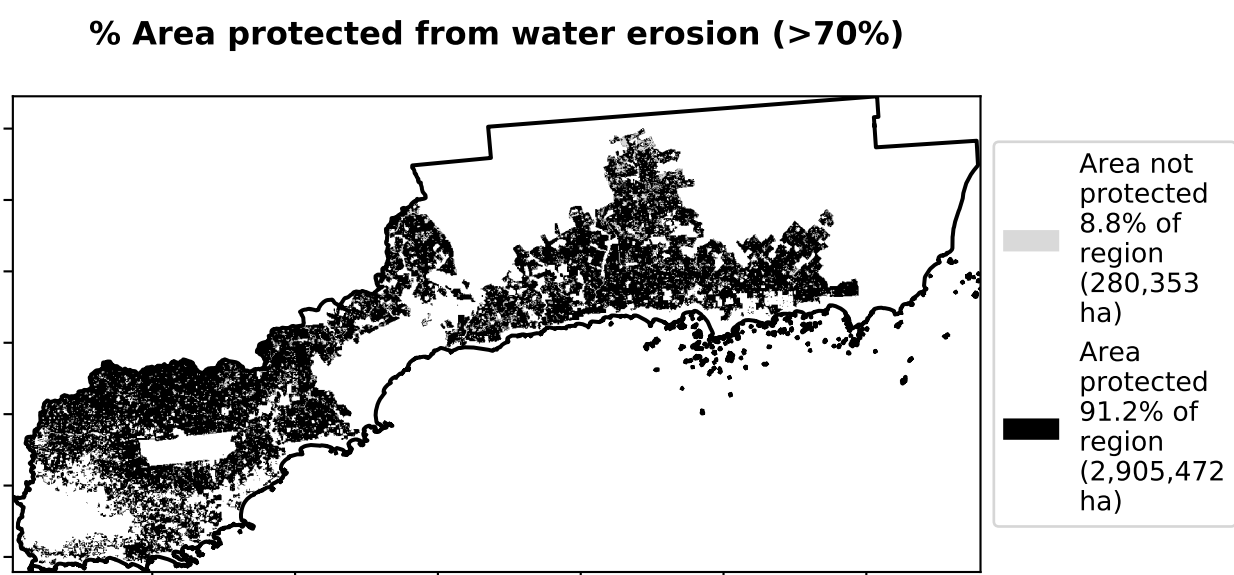 % Area protected from water erosion (>70%)
Area not
protected
8.8% of
region
(280,353
ha)
Area
protected
91.2% of
region
(2,905,472
ha)